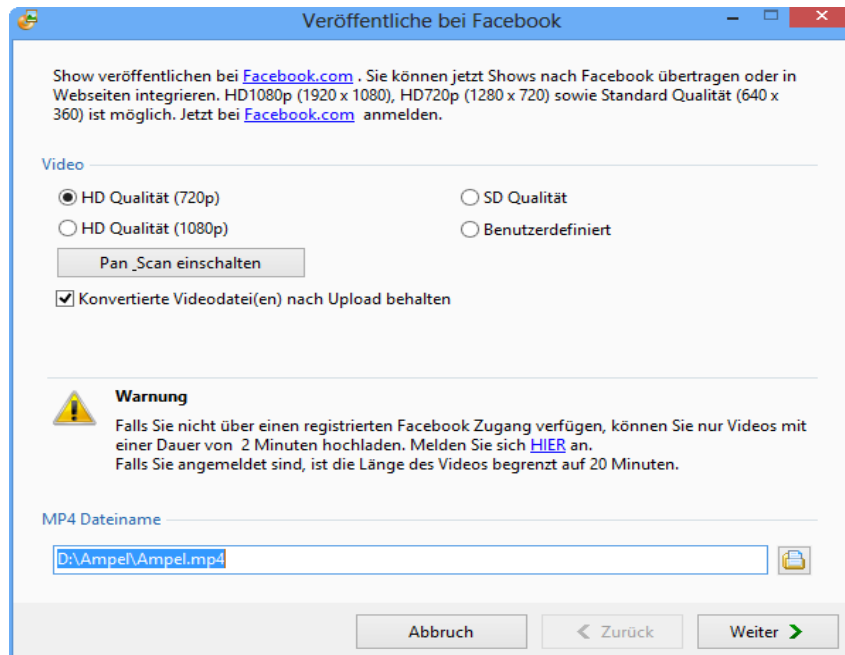 Veröffentliche bei Facebook
Show veröffentlichen bei Facebook.com . Sie können jetzt Shows nach Facebook übertragen oder in
Webseiten integrieren. HD1080p (1920 x 1080), HD720p (1280 x 720) sowie Standard Qualität (640 x
360) ist möglich. Jetzt bei Facebook.com anmelden.
Video
HD Qualität (720p)
SD Qualität
HD Qualität (1080p)
Benutzerdefiniert
Pan _Scan einschalten
Konvertierte Videodatei(en) nach Upload behalten
Warnung
Falls Sie nicht über einen registrierten Facebook Zugang verfügen, können Sie nur Videos mit
einer Dauer von 2 Minuten hochladen. Melden Sie sich HIER an.
Falls Sie angemeldet sind, ist die Länge des Videos begrenzt auf 20 Minuten.
MP4 Dateiname
D:\Ampel\Ampel.mp4
Abbruch
Zurück
Weiter